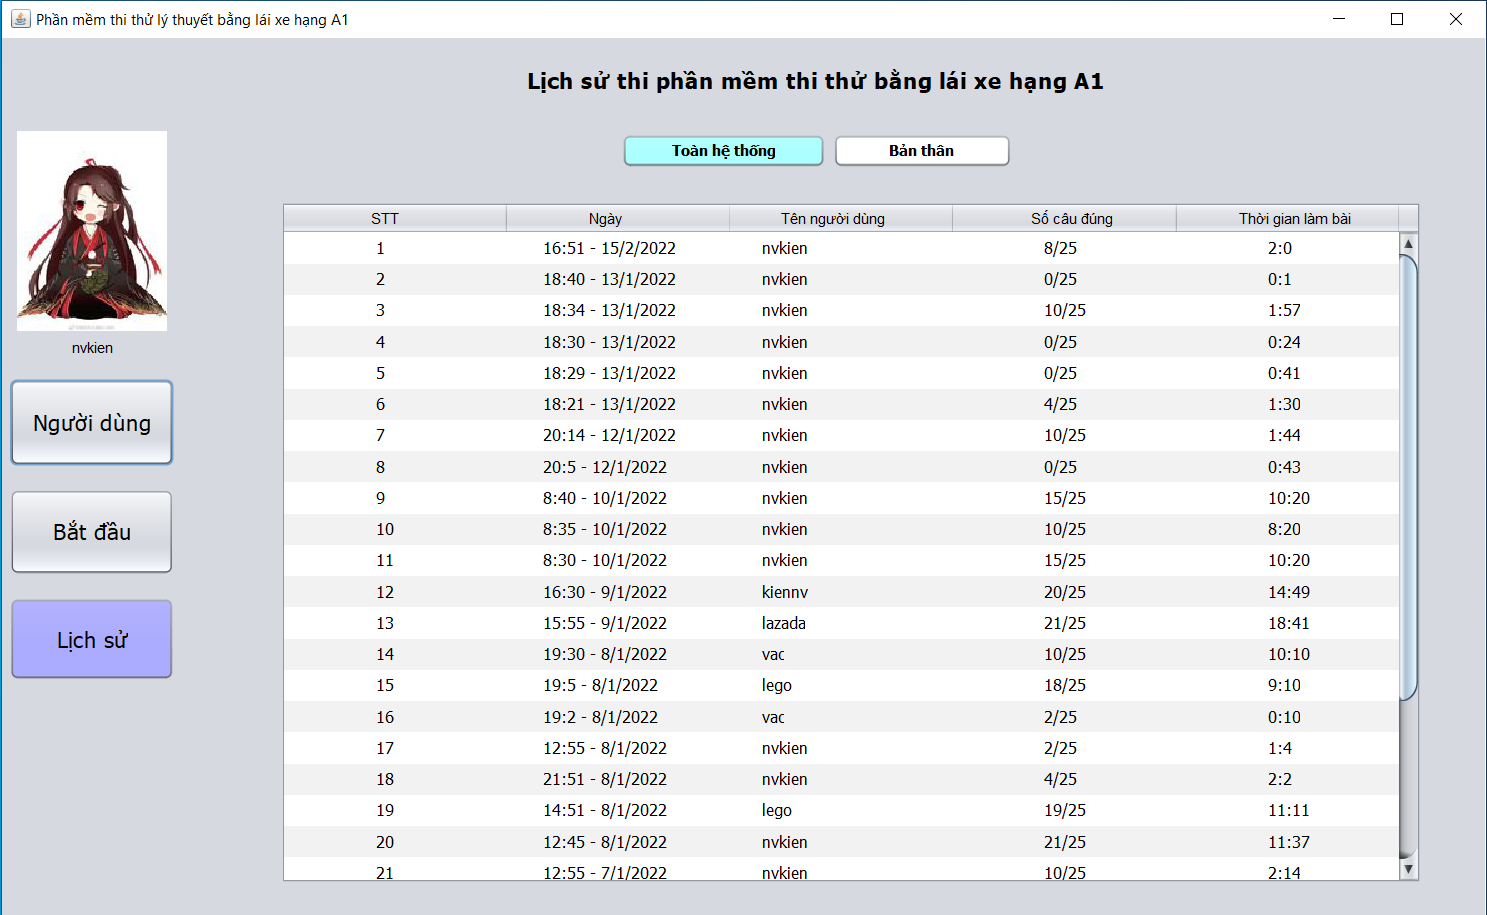 Phần mềm thi thử lý thuyết bằng lái xe hạng A1
Lịch sử thi phần mềm thi thử bằng lái xe hạng A1
Toàn hệ thống Bản thân
nvkien
Người dùng
Bắt đầu
Lịch sử
STT Ngày Tên người dùng Số câu đúng Thời gian làm bài
1 16:51 - 15/2/2022 nvkien 8/25 2:0
2 18:40 - 13/1/2022 nvkien 0/25 0:1
3 18:34 - 13/1/2022 nvkien 10/25 1:57
4 18:30 - 13/1/2022 nvkien 0/25 0:24
5 18:29 - 13/1/2022 nvkien 0/25 0:41
6 18:21 - 13/1/2022 nvkien 4/25 1:30
7 20:14 - 12/1/2022 nvkien 10/25 1:44
8 20:5 - 12/1/2022 nvkien 0/25 0:43
9 8:40 - 10/1/2022 nvkien 15/25 10:20
10 8:35 - 10/1/2022 nvkien 10/25 8:20
11 8:30 - 10/1/2022 nvkien 15/25 10:20
12 16:30 - 9/1/2022 kiennv 20/25 14:49
13 15:55 - 9/1/2022 lazada 21/25 18:41
14 19:30 - 8/1/2022 vac 10/25 10:10
15 19:5 - 8/1/2022 lego 18/25 9:10
16 19:2 - 8/1/2022 vac 2/25 0:10
17 12:55 - 8/1/2022 nvkien 2/25 1:4
18 21:51 - 8/1/2022 nvkien 4/25 2:2
19 14:51 - 8/1/2022 lego 19/25 11:11
20 12:45 - 8/1/2022 nvkien 21/25 11:37
21 12:55 - 7/1/2022 nvkien 10/25 2:14